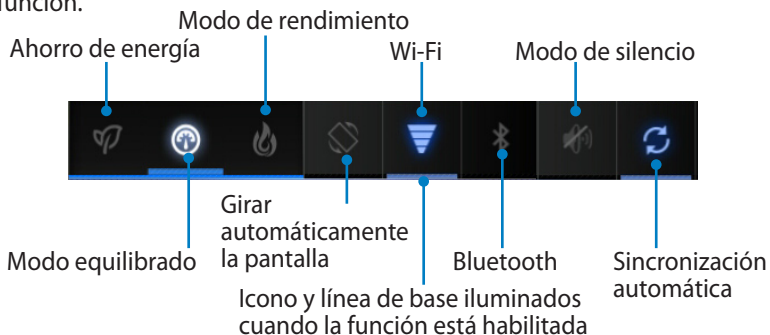 función.
Modo de rendimiento
Ahorro de energía
Wi-Fi
Modo de silencio
Girar
automáticamente
la pantalla
Modo equilibrado
Bluetooth
Sincronización
automática
Icono y línea de base iluminados
cuando la función está habilitada